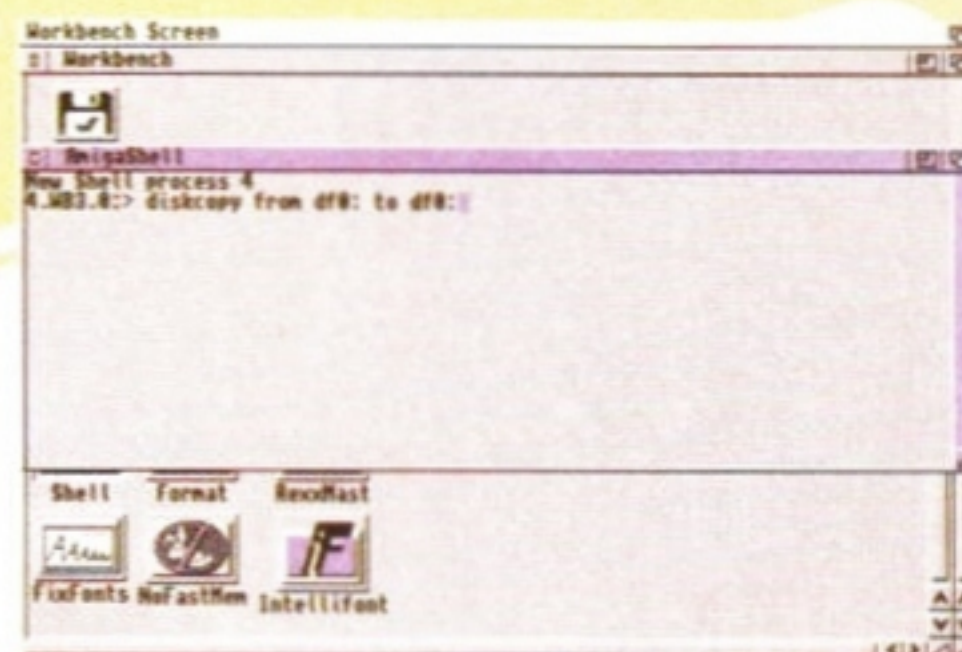 Workbench Screen
Workbench
AmigaShell
New Shell process 4
4.WB3.0:> diskcopy from df0: to df0:
Shell Format RexxMast
FixFonts NoFastMem Intellifont